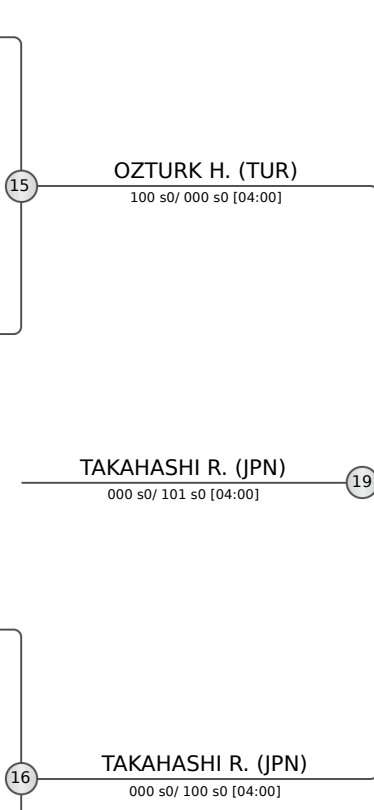 OZTURK H. (TUR)
15
100 s0/ 000 s0 [04:00]
TAKAHASHI R. (JPN)
19
000 s0/ 101 s0 [04:00]
TAKAHASHI R. (JPN)
16
000 s0/ 100 s0 [04:00]